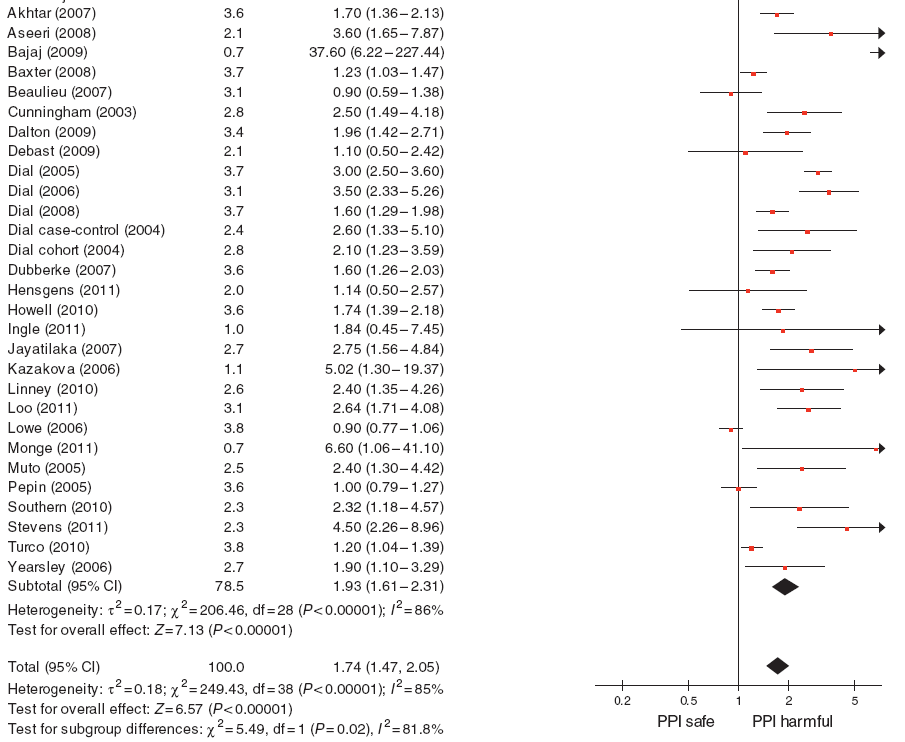 Akhtar (2007) 3.6 1.70 (1.36–2.13)
Aseeri (2008) 2.1 3.60 (1.65–7.87)
Bajaj (2009) 0.7 37.60 (6.22–227.44)
Baxter (2008) 3.7 1.23 (1.03–1.47)
Beaulieu (2007) 3.1 0.90 (0.59–1.38)
Cunningham (2003) 2.8 2.50 (1.49–4.18)
Dalton (2009) 3.4 1.96 (1.42–2.71)
Debast (2009) 2.1 1.10 (0.50–2.42)
Dial (2005) 3.7 3.00 (2.50–3.60)
Dial (2006) 3.1 3.50 (2.33–5.26)
Dial (2008) 3.7 1.60 (1.29–1.98)
Dial case-control (2004) 2.4 2.60 (1.33–5.10)
Dial cohort (2004) 2.8 2.10 (1.23–3.59)
Dubberke (2007) 3.6 1.60 (1.26–2.03)
Hensgens (2011) 2.0 1.14 (0.50–2.57)
Howell (2010) 3.6 1.74 (1.39–2.18)
Ingle (2011) 1.0 1.84 (0.45–7.45)
Jayatilaka (2007) 2.7 2.75 (1.56–4.84)
Kazakova (2006) 1.1 5.02 (1.30–19.37)
Linney (2010) 2.6 2.40 (1.35–4.26)
Loo (2011) 3.1 2.64 (1.71–4.08)
Lowe (2006) 3.8 0.90 (0.77–1.06)
Monge (2011) 0.7 6.60 (1.06–41.10)
Muto (2005) 2.5 2.40 (1.30–4.42)
Pepin (2005) 3.6 1.00 (0.79–1.27)
Southern (2010) 2.3 2.32 (1.18–4.57)
Stevens (2011) 2.3 4.50 (2.26–8.96)
Turco (2010) 3.8 1.20 (1.04–1.39)
Yearsley (2006) 2.7 1.90 (1.10–3.29)
Subtotal (95% CI) 78.5 1.93 (1.61–2.31)
Heterogeneity: τ²=0.17; χ²=206.46, df=28 (P<0.00001); I²=86%
Test for overall effect: Z=7.13 (P<0.00001)
Total (95% CI) 100.0 1.74 (1.47, 2.05)
Heterogeneity: τ²=0.18; χ²=249.43, df=38 (P<0.00001); I²=85%
Test for overall effect: Z=6.57 (P<0.00001)
Test for subgroup differences: χ²=5.49, df=1 (P=0.02), I²=81.8%
0.2 0.5 1 2 5
PPI safe PPI harmful